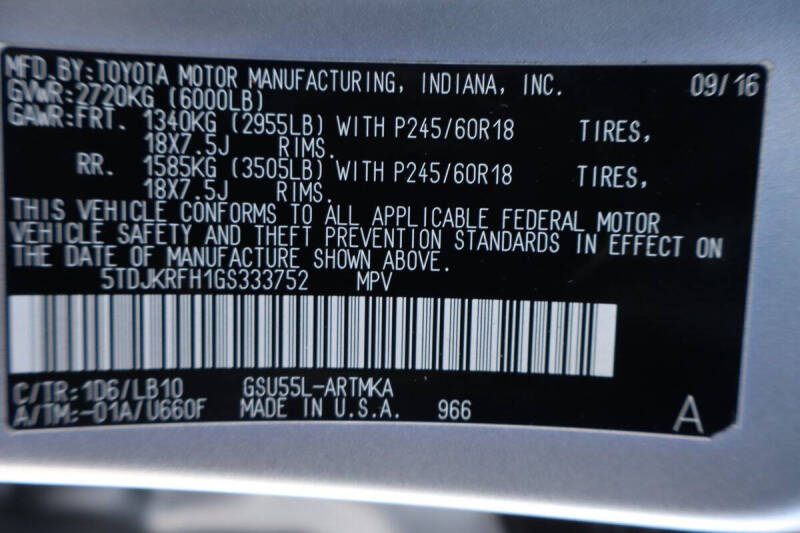 MFD.BY:TOYOTA MOTOR MANUFACTURING, INDIANA, INC. 09/16
GVWR:2720KG (6000LB)
GAWR:FRT. 1340KG (2955LB) WITH P245/60R18 TIRES,
18X7.5J RIMS.
RR. 1585KG (3505LB) WITH P245/60R18 TIRES,
18X7.5J RIMS.
THIS VEHICLE CONFORMS TO ALL APPLICABLE FEDERAL MOTOR
VEHICLE SAFETY AND THEFT PREVENTION STANDARDS IN EFFECT ON
THE DATE OF MANUFACTURE SHOWN ABOVE.
5TDJKRFH1GS333752 MPV
C/TR:1D6/LB10 GSU55L-ARTMKA
A/TM:-01A/U660F MADE IN U.S.A. 966 A